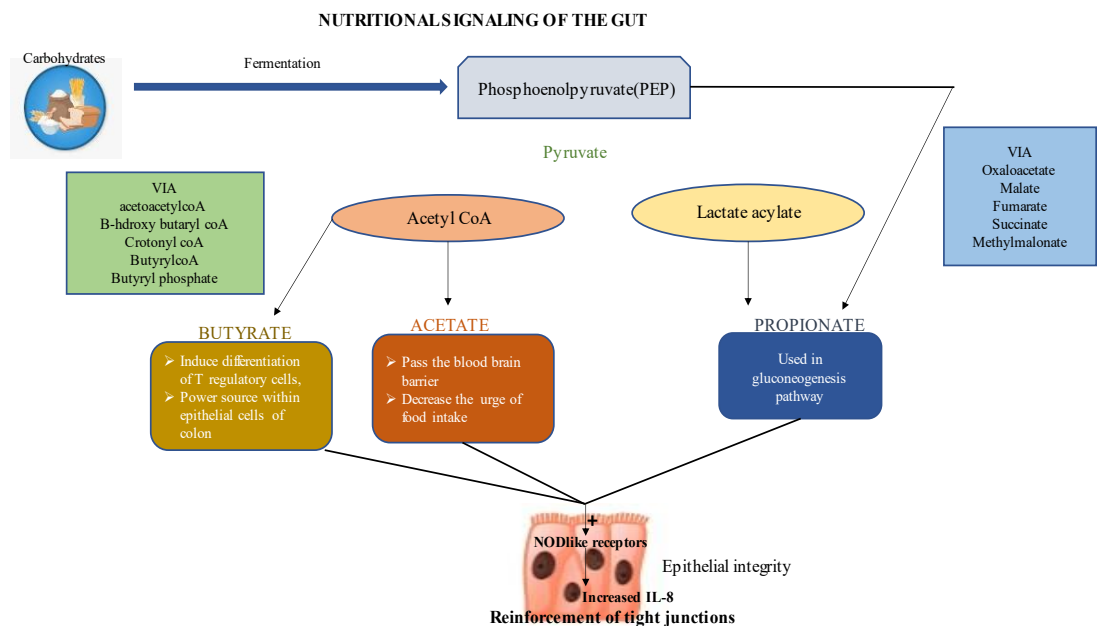 NUTRITIONAL SIGNALING OF THE GUT
Carbohydrates
Fermentation
Phosphoenolpyruvate(PEP)
Pyruvate
VIA
acetoacetylcoA
B-hdroxy butaryl coA
Crotonyl coA
ButyrylcoA
Butyryl phosphate
Acetyl CoA
Lactate acylate
VIA
Oxaloacetate
Malate
Fumarate
Succinate
Methylmalonate
BUTYRATE
➢ Induce differentiation
of T regulatory cells,
➢ Power source within
epithelial cells of
colon
ACETATE
➢ Pass the blood brain
barrier
➢ Decrease the urge of
food intake
PROPIONATE
Used in
gluconeogenesis
pathway
+
NODlike receptors
Epithelial integrity
Increased IL-8
Reinforcement of tight junctions